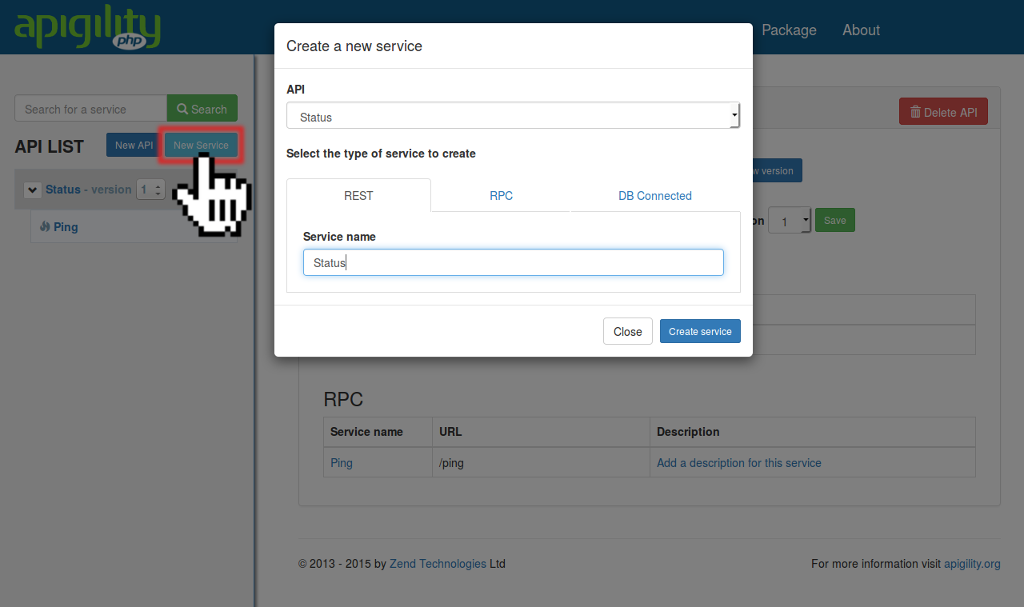 apigility
php
Package
About
Create a new service
API
Status
Select the type of service to create
REST
RPC
DB Connected
Service name
Status
Close
Create service
Search for a service
Search
API LIST
New API
New Service
Status - version 1
Ping
Delete API
version
1
Save
RPC
Service name URL Description
Ping /ping Add a description for this service
© 2013 - 2015 by Zend Technologies Ltd
For more information visit apigility.org